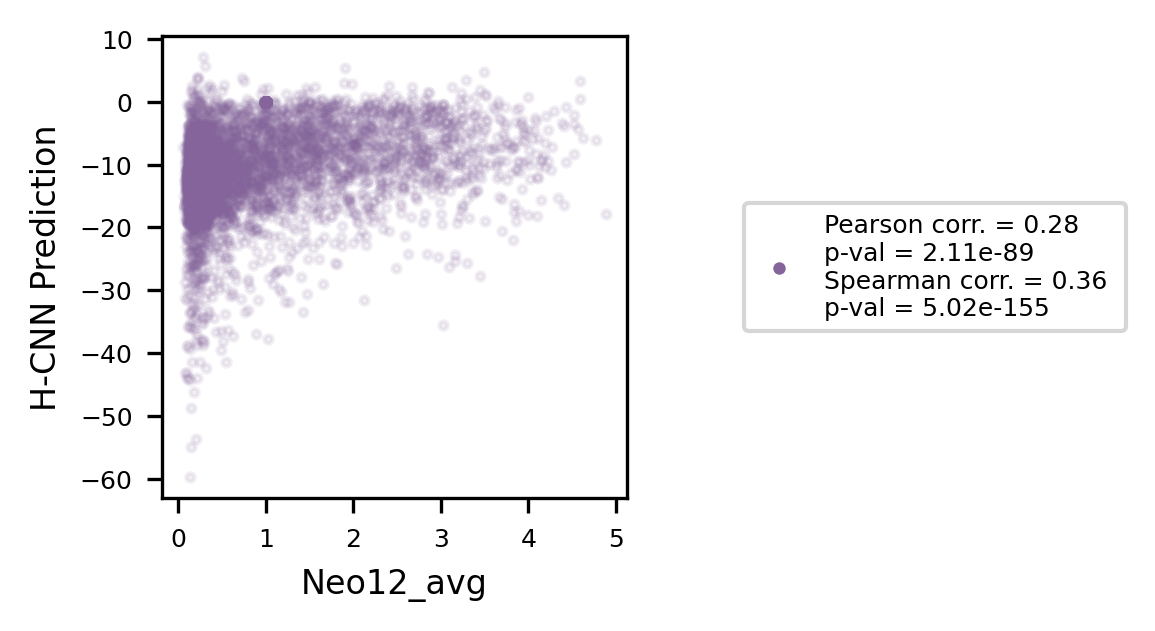 10
0
−10
−20
−30
−40
−50
−60
H-CNN Prediction
0 1 2 3 4 5
Neo12_avg
Pearson corr. = 0.28
p-val = 2.11e-89
Spearman corr. = 0.36
p-val = 5.02e-155